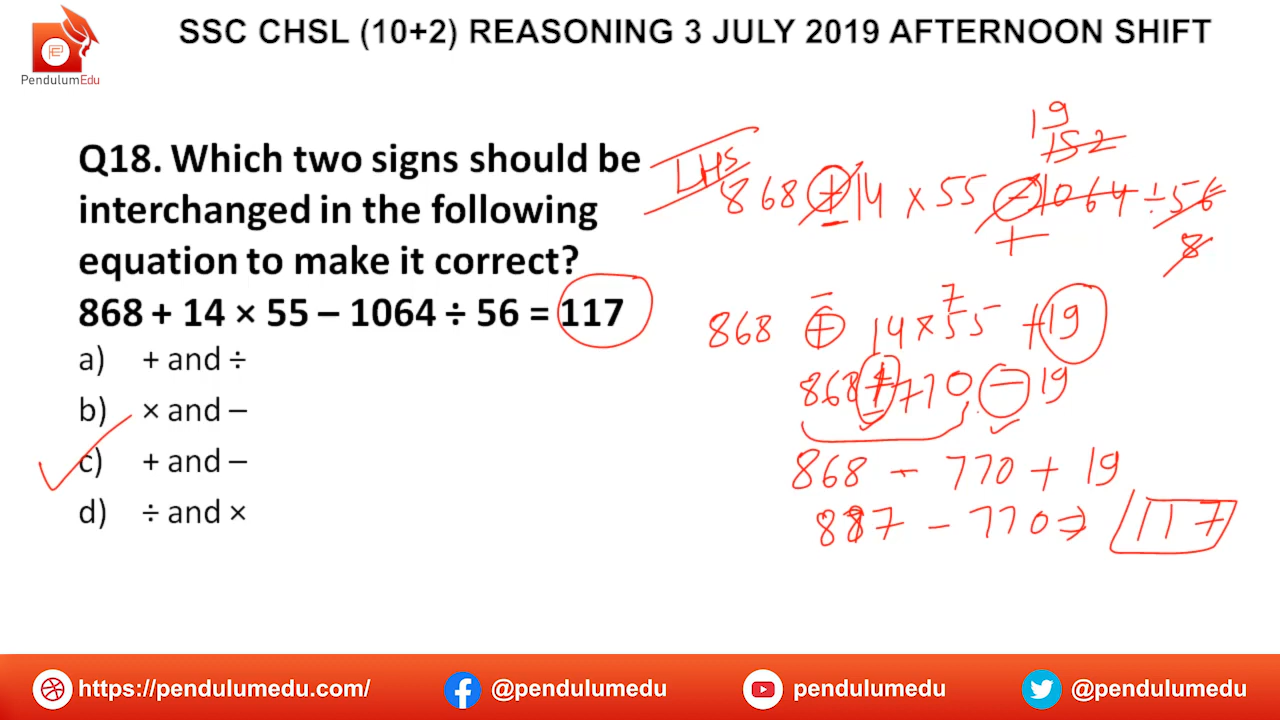 SSC CHSL (10+2) REASONING 3 JULY 2019 AFTERNOON SHIFT
PendulumEdu
Q18. Which two signs should be
interchanged in the following
equation to make it correct?
868 + 14 × 55 – 1064 ÷ 56 = 117
a) + and ÷
b) × and –
c) + and –
d) ÷ and ×
19
152
LHS
868 + 14 × 55 - 1064 ÷ 56
+
8
868 + 14 × 55 + 19
868 + 770 - 19
868 - 770 + 19
887 - 770 ⇒ 117
https://pendulumedu.com/
@pendulumedu
pendulumedu
@pendulumedu